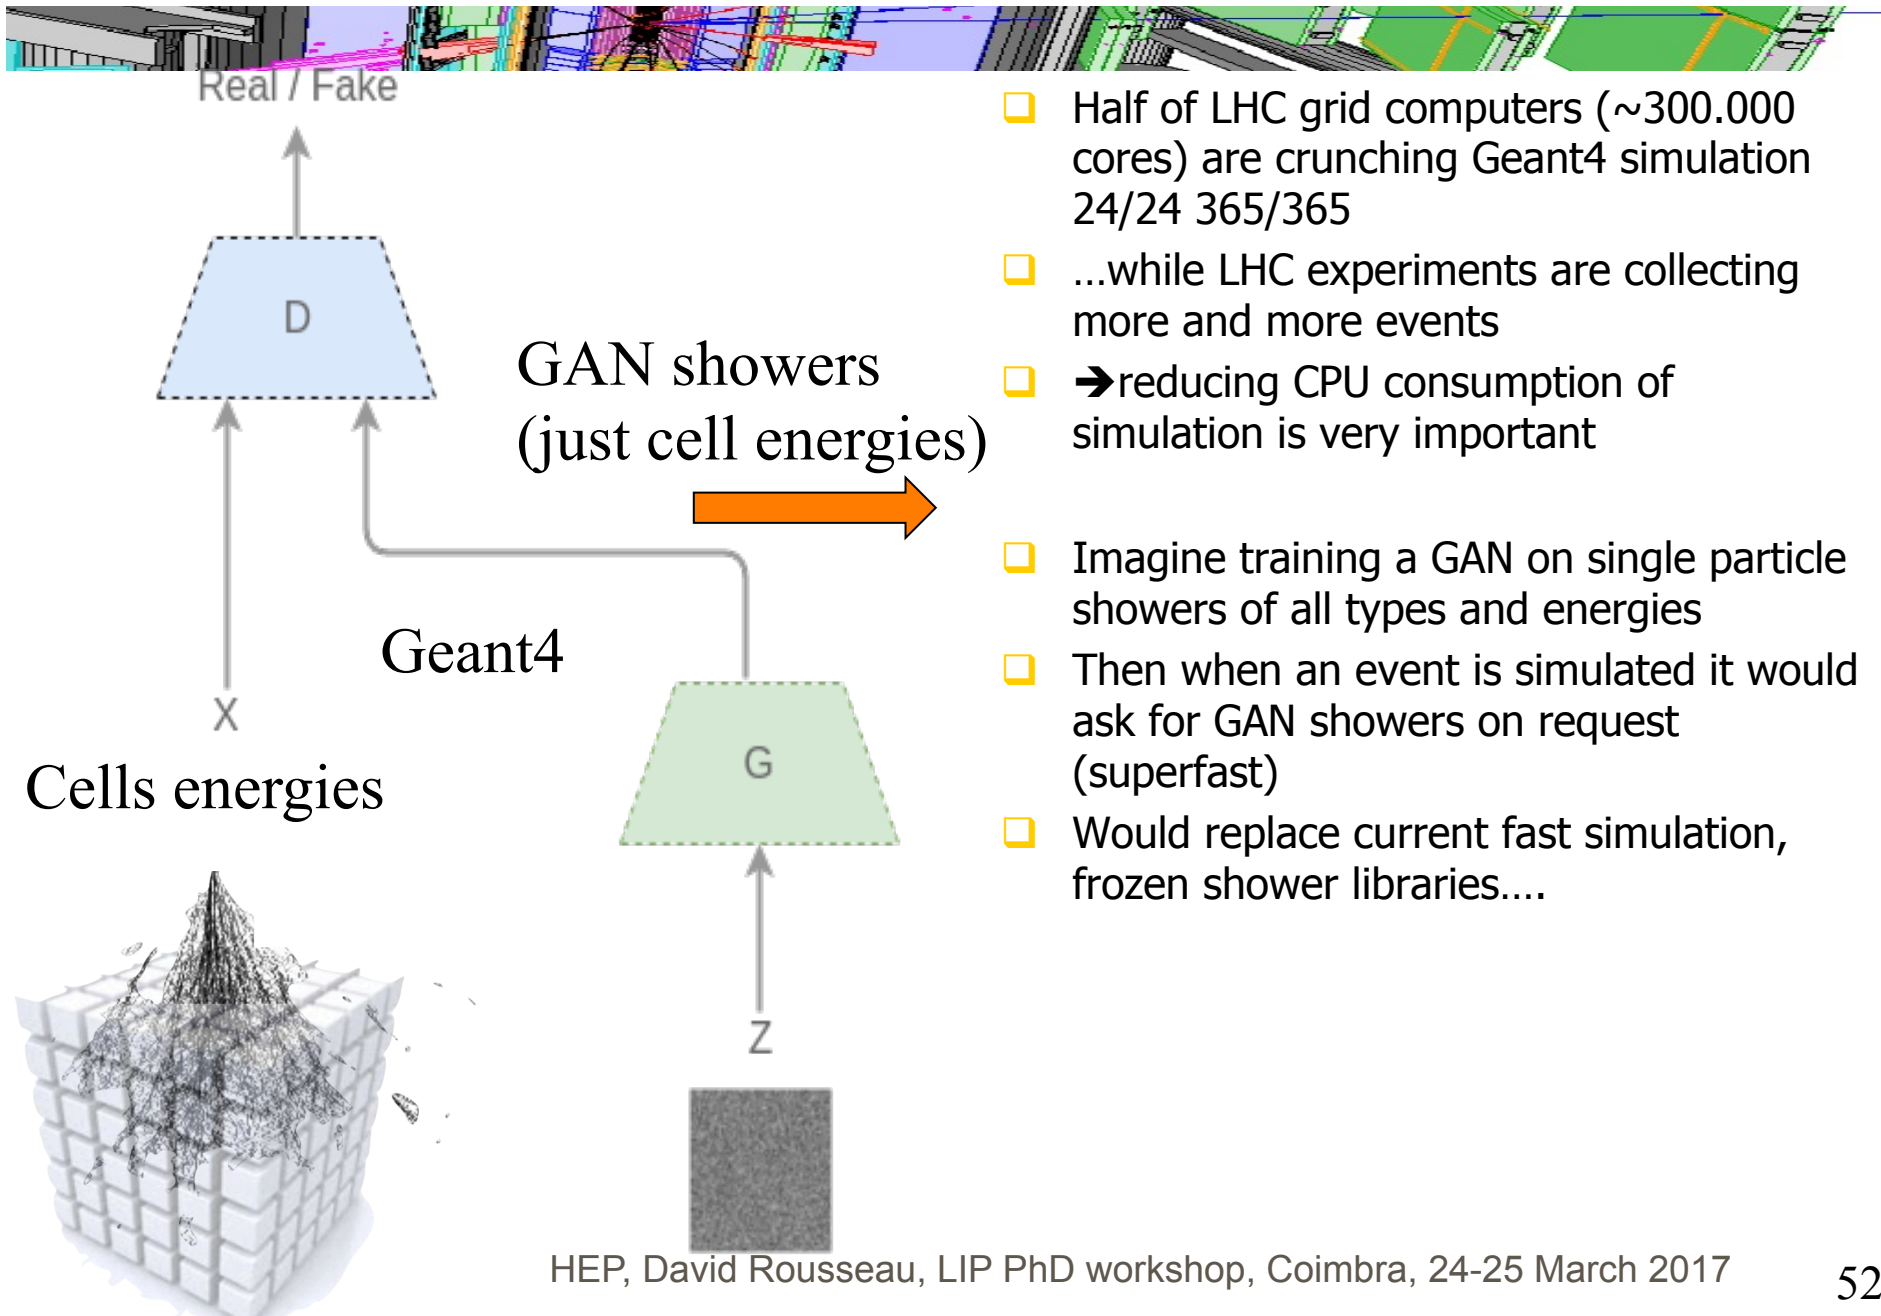 Real / Fake
D
GAN showers
(just cell energies)
Geant4
X
Cells energies
G
Z
Half of LHC grid computers (~300.000
cores) are crunching Geant4 simulation
24/24 365/365
…while LHC experiments are collecting
more and more events
➔reducing CPU consumption of
simulation is very important
Imagine training a GAN on single particle
showers of all types and energies
Then when an event is simulated it would
ask for GAN showers on request
(superfast)
Would replace current fast simulation,
frozen shower libraries….
HEP, David Rousseau, LIP PhD workshop, Coimbra, 24-25 March 2017
52